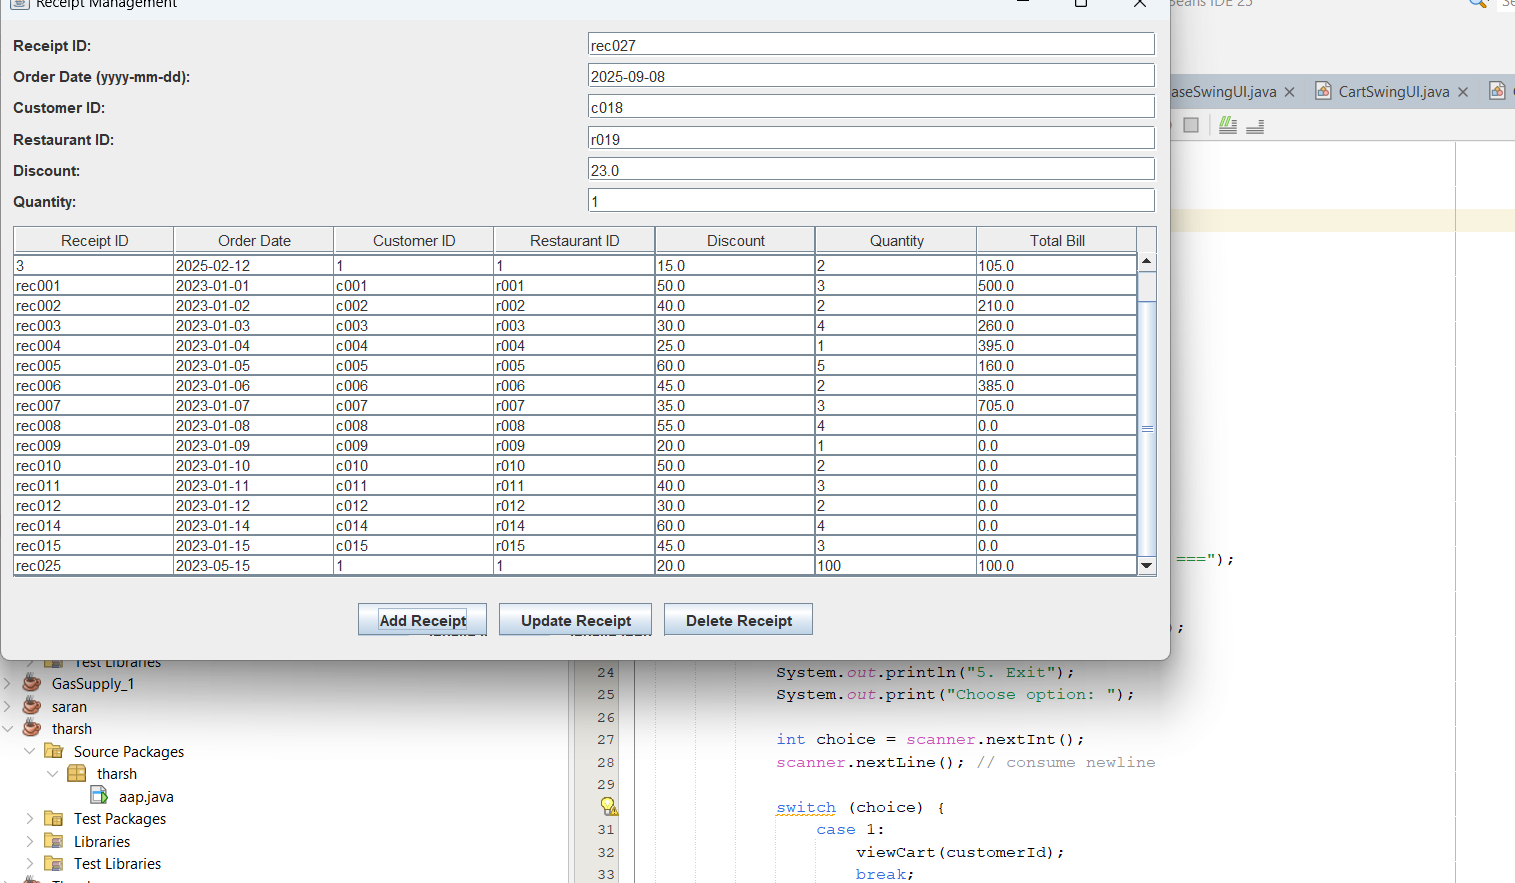 Receipt Management
Beans IDE 25
Receipt ID:
rec027
Order Date (yyyy-mm-dd):
2025-09-08
Customer ID:
c018
Restaurant ID:
r019
Discount:
23.0
Quantity:
1
aseSwingUI.java CartSwingUI.java
Receipt ID Order Date Customer ID Restaurant ID Discount Quantity Total Bill
3 2025-02-12 1 1 15.0 2 105.0
rec001 2023-01-01 c001 r001 50.0 3 500.0
rec002 2023-01-02 c002 r002 40.0 2 210.0
rec003 2023-01-03 c003 r003 30.0 4 260.0
rec004 2023-01-04 c004 r004 25.0 1 395.0
rec005 2023-01-05 c005 r005 60.0 5 160.0
rec006 2023-01-06 c006 r006 45.0 2 385.0
rec007 2023-01-07 c007 r007 35.0 3 705.0
rec008 2023-01-08 c008 r008 55.0 4 0.0
rec009 2023-01-09 c009 r009 20.0 1 0.0
rec010 2023-01-10 c010 r010 50.0 2 0.0
rec011 2023-01-11 c011 r011 40.0 3 0.0
rec012 2023-01-12 c012 r012 30.0 2 0.0
rec014 2023-01-14 c014 r014 60.0 4 0.0
rec015 2023-01-15 c015 r015 45.0 3 0.0
rec025 2023-05-15 1 1 20.0 100 100.0
Add Receipt Update Receipt Delete Receipt
===");
);
Test Libraries
GasSupply_1
saran
tharsh
Source Packages
tharsh
aap.java
Test Packages
Libraries
Test Libraries
24 System.out.println("5. Exit");
25 System.out.print("Choose option: ");
26
27 int choice = scanner.nextInt();
28 scanner.nextLine(); // consume newline
29
switch (choice) {
31 case 1:
32 viewCart(customerId);
33 break;